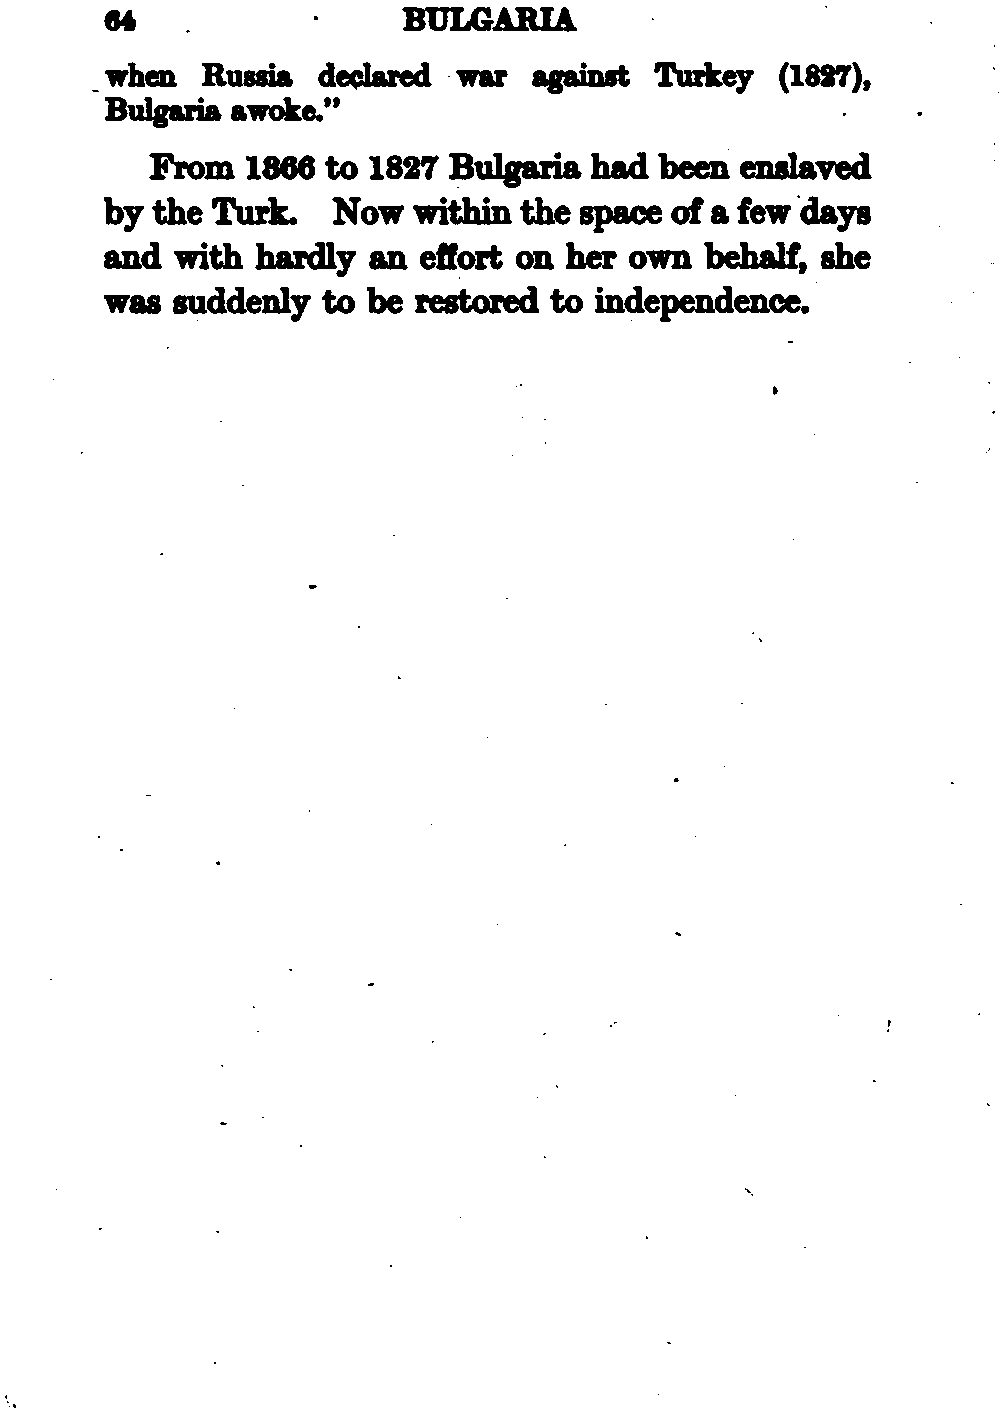 64 BULGARIA
when Russia declared war against Turkey (1827),
Bulgaria awoke."
From 1366 to 1827 Bulgaria had been enslaved
by the Turk. Now within the space of a few days
and with hardly an effort on her own behalf, she
was suddenly to be restored to independence.